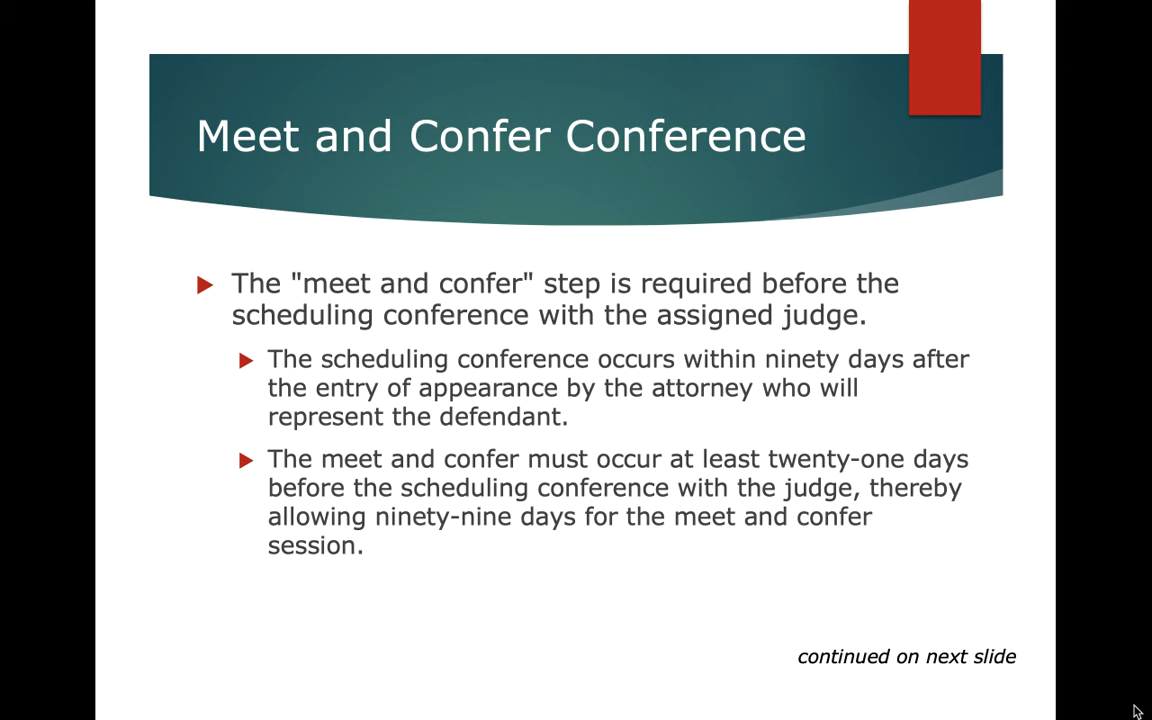 Meet and Confer Conference
The "meet and confer" step is required before the
scheduling conference with the assigned judge.
The scheduling conference occurs within ninety days after
the entry of appearance by the attorney who will
represent the defendant.
The meet and confer must occur at least twenty-one days
before the scheduling conference with the judge, thereby
allowing ninety-nine days for the meet and confer
session.
continued on next slide